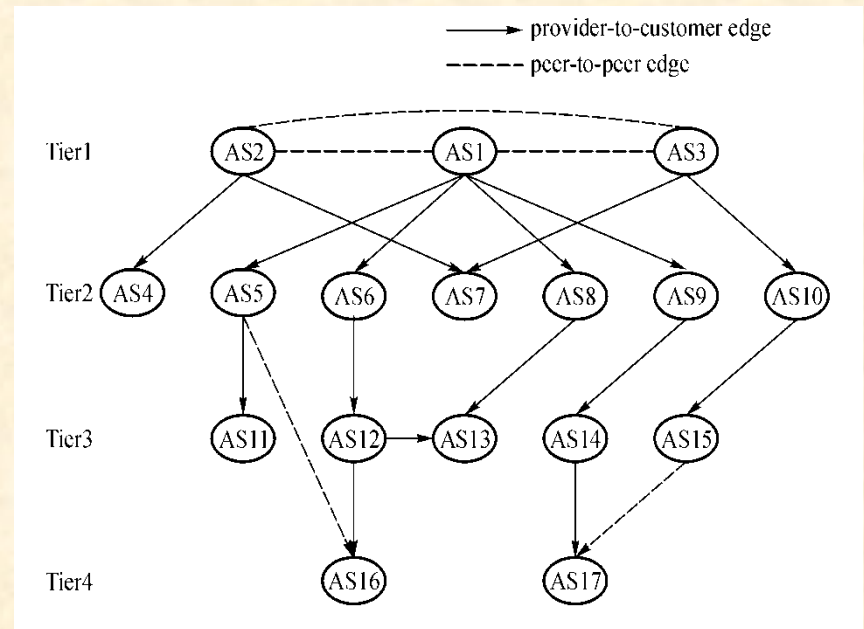 provider-to-customer edge
peer-to-peer edge
Tier1 AS2 AS1 AS3
Tier2 AS4 AS5 AS6 AS7 AS8 AS9 AS10
Tier3 AS11 AS12 AS13 AS14 AS15
Tier4 AS16 AS17